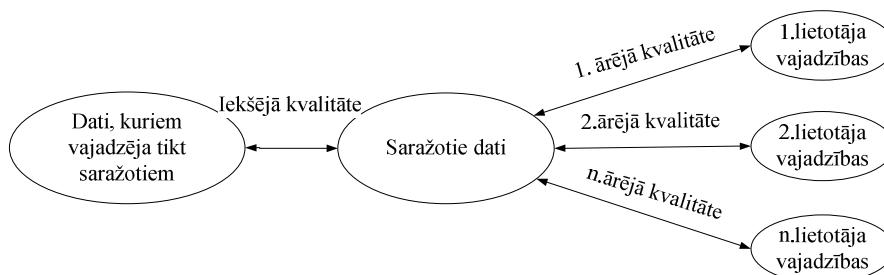 Dati, kuriem
vajadzēja tikt
saražotiem
Iekšējā kvalitāte
Saražotie dati
1. ārējā kvalitāte
1.lietotāja
vajadzības
2.ārējā kvalitāte
2.lietotāja
vajadzības
n.ārējā kvalitāte
n.lietotāja
vajadzības